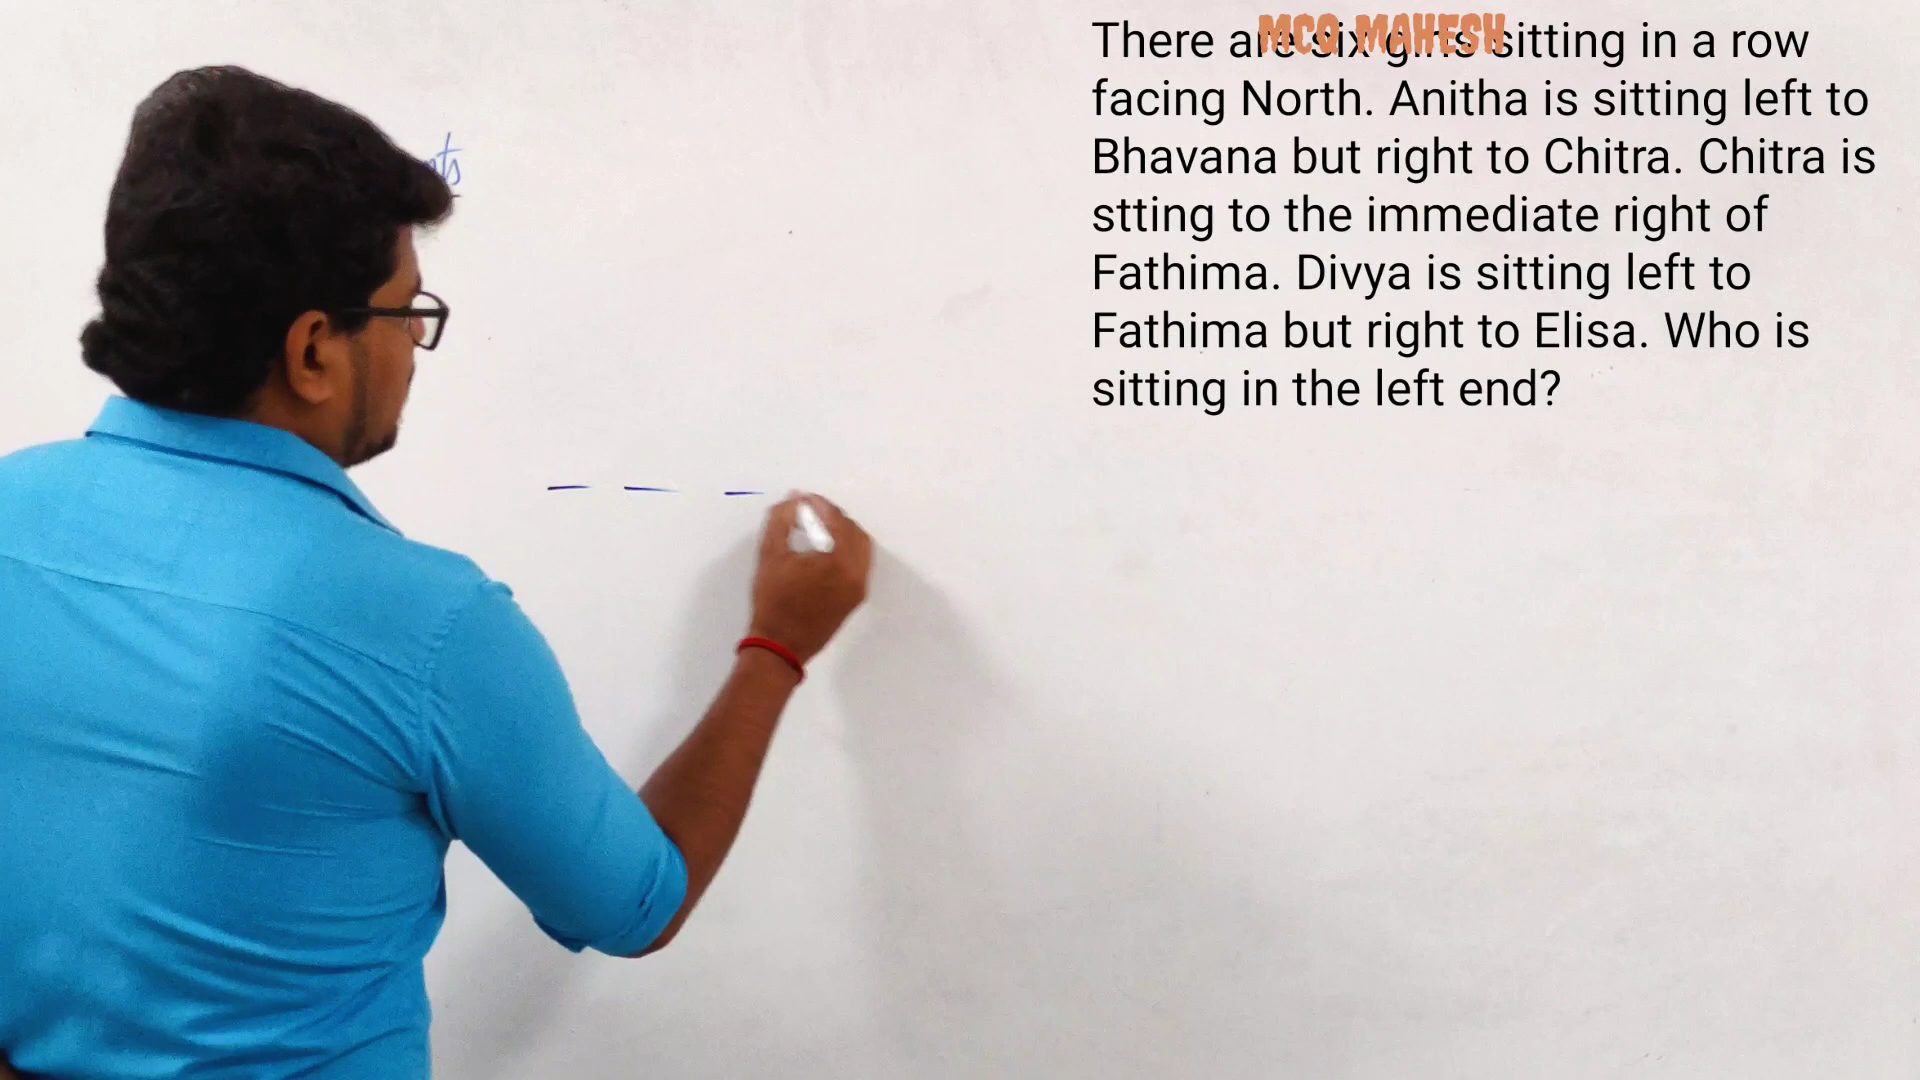 MCQ MAHESH
There are six girls sitting in a row
facing North. Anitha is sitting left to
Bhavana but right to Chitra. Chitra is
stting to the immediate right of
Fathima. Divya is sitting left to
Fathima but right to Elisa. Who is
sitting in the left end?